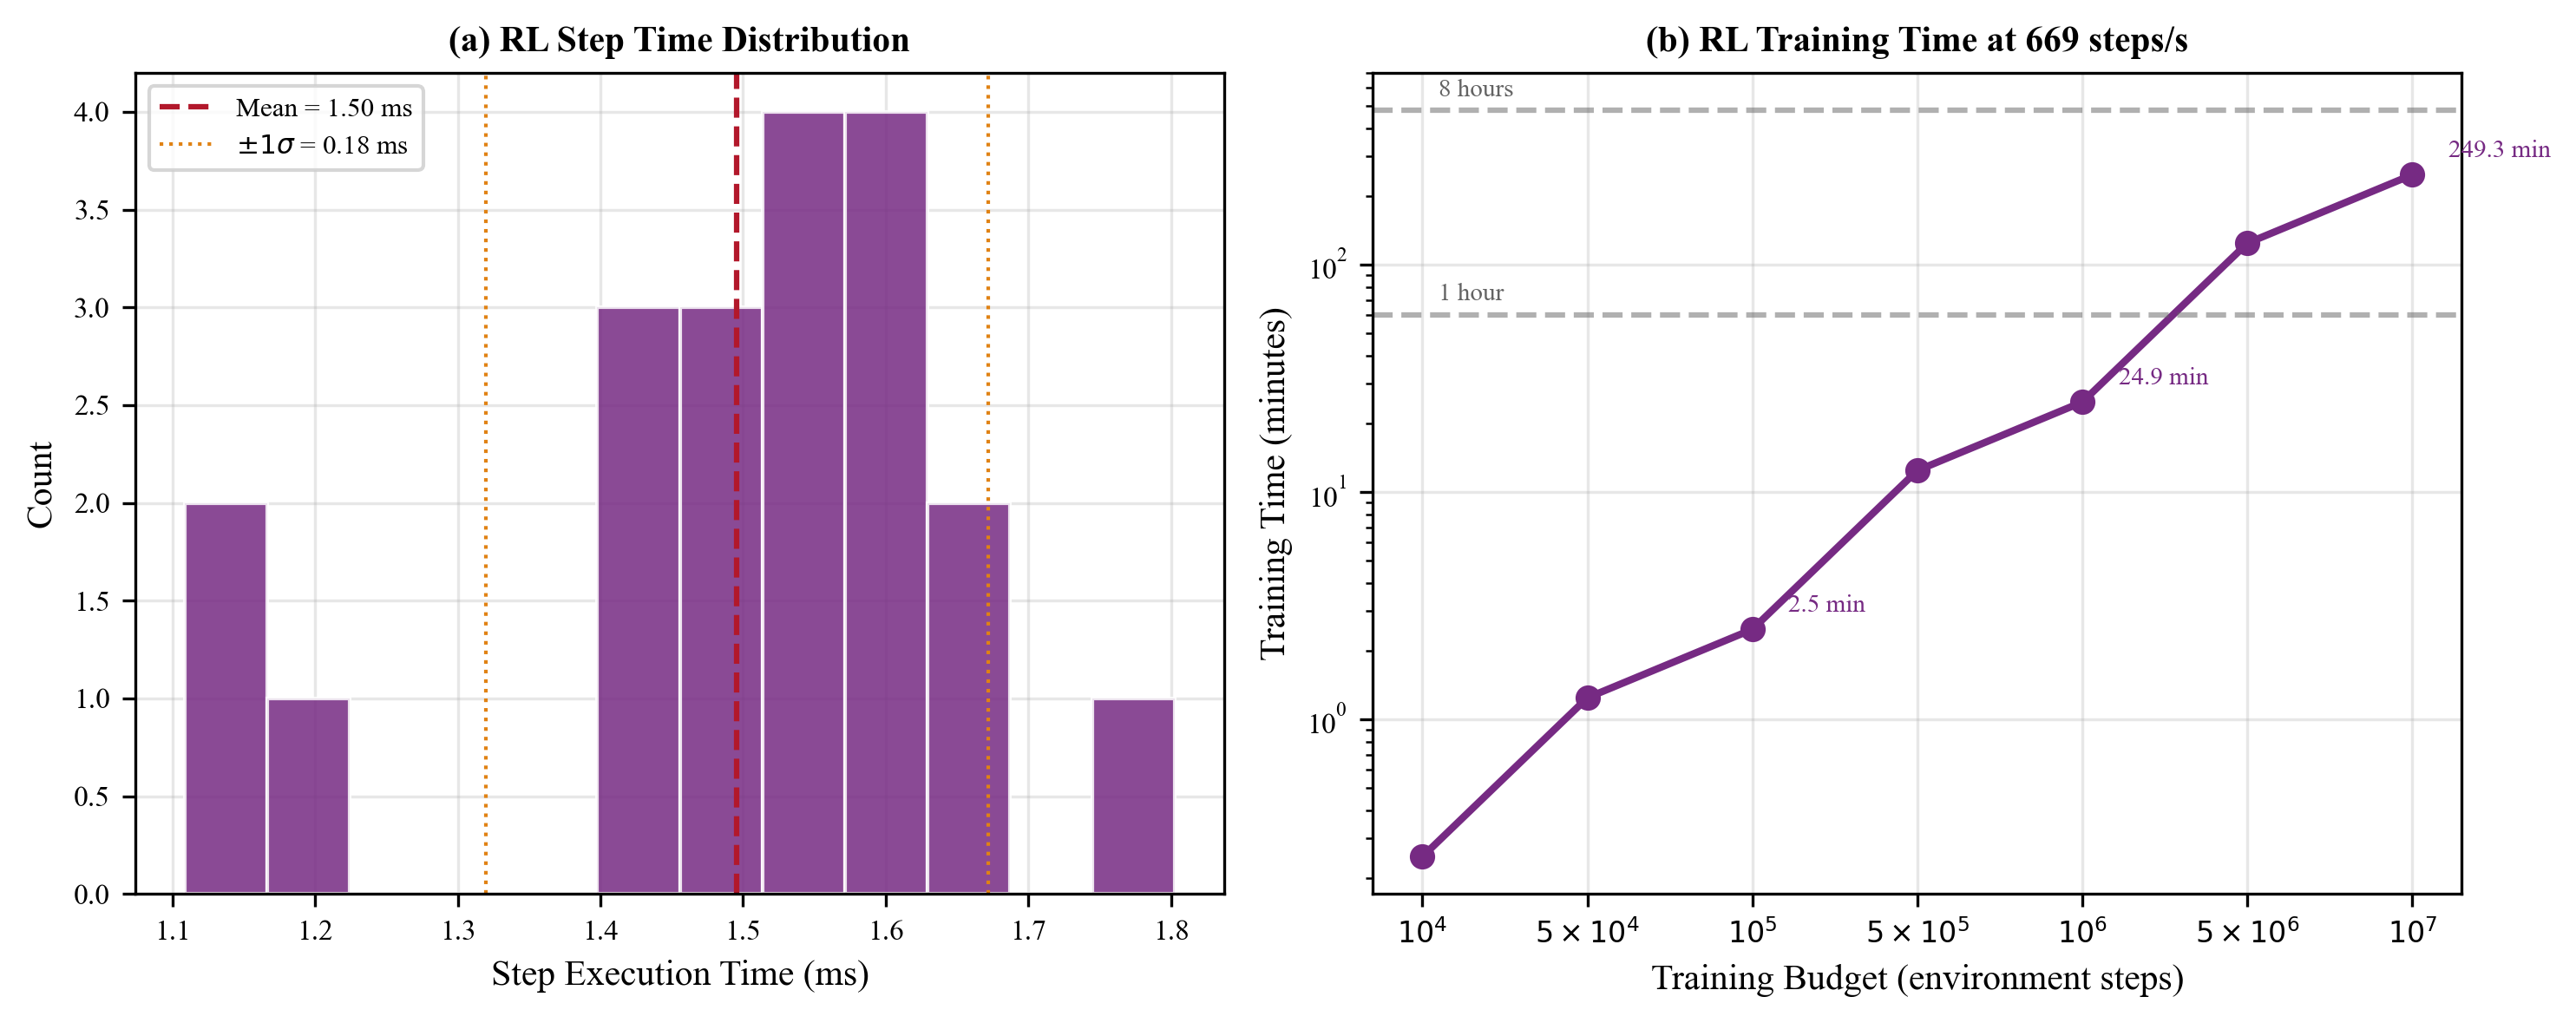 (a) RL Step Time Distribution
Mean = 1.50 ms
±1σ = 0.18 ms
4.0
3.5
3.0
2.5
2.0
1.5
1.0
0.5
0.0
Count
1.1 1.2 1.3 1.4 1.5 1.6 1.7 1.8
Step Execution Time (ms)
(b) RL Training Time at 669 steps/s
8 hours
249.3 min
1 hour
24.9 min
2.5 min
10²
10¹
10⁰
Training Time (minutes)
10⁴ 5×10⁴ 10⁵ 5×10⁵ 10⁶ 5×10⁶ 10⁷
Training Budget (environment steps)